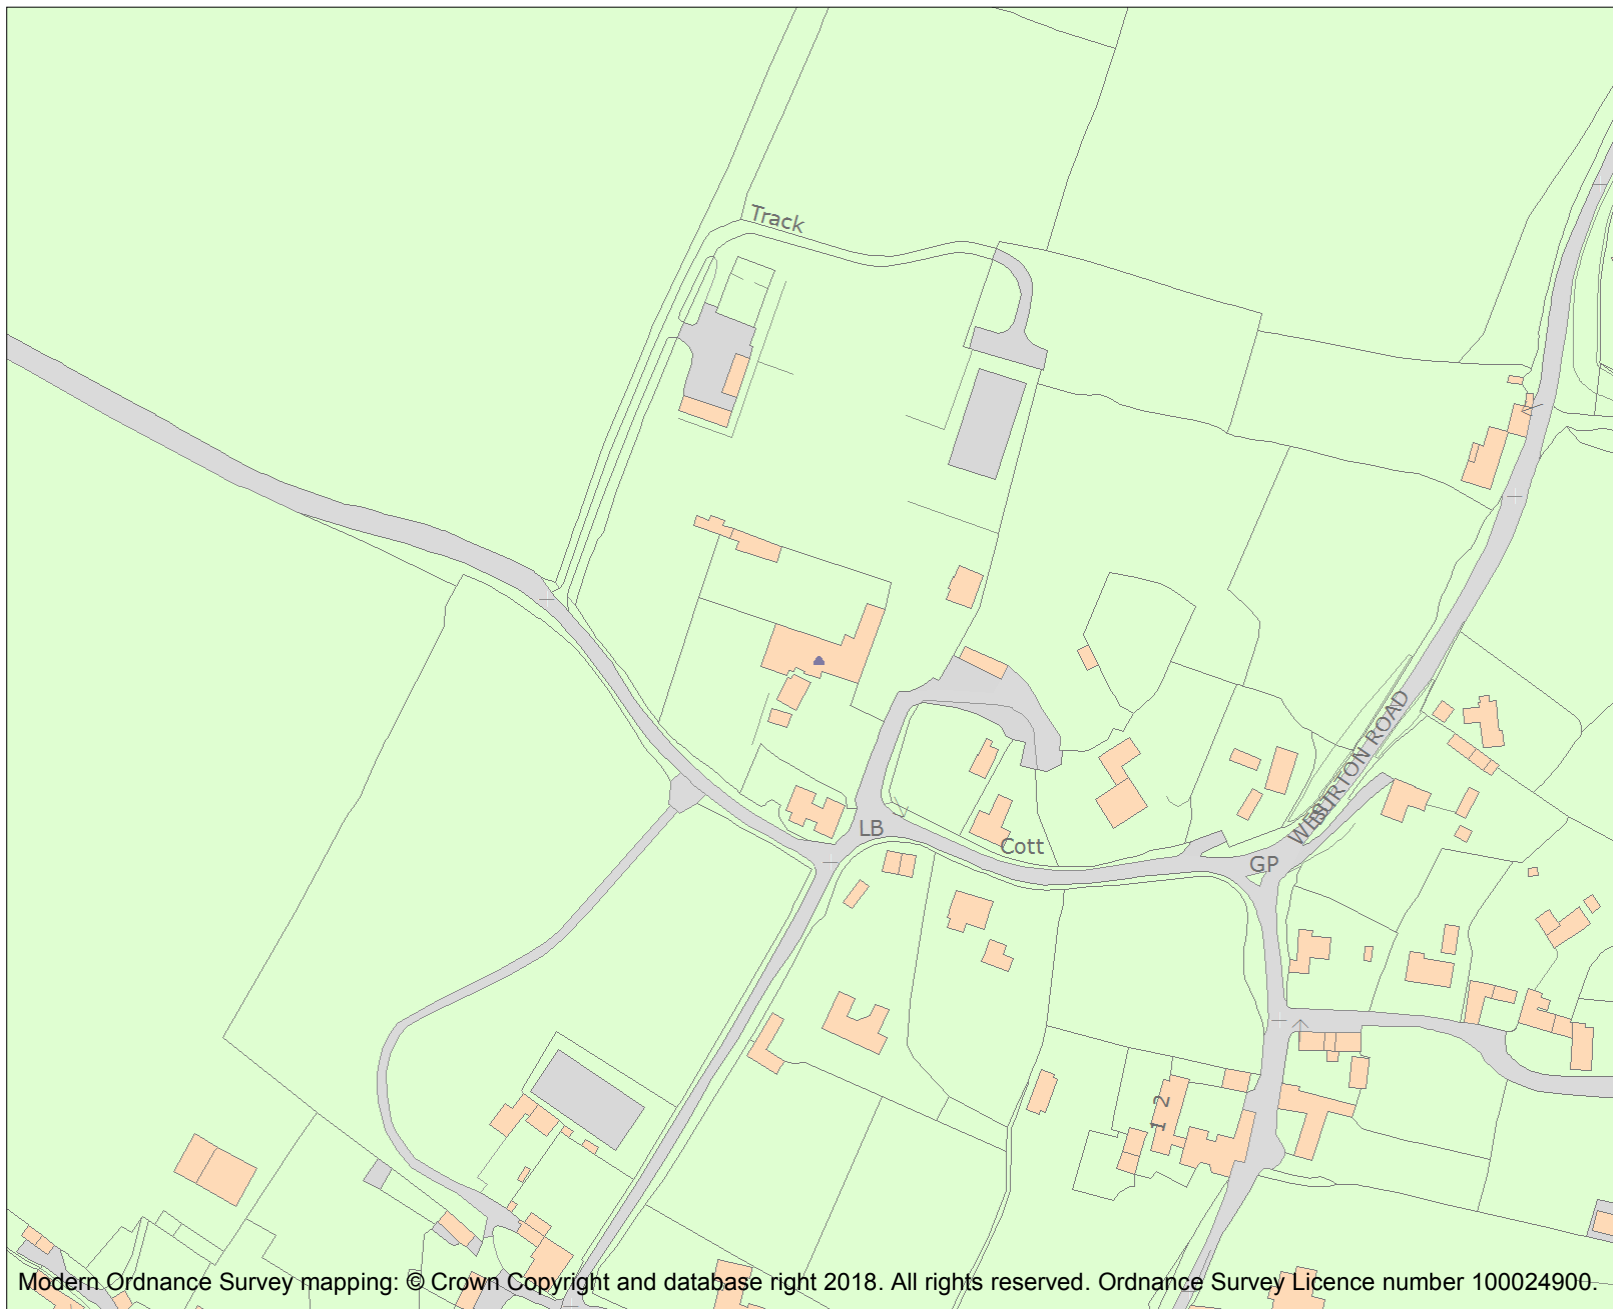 Track
ROAD
LB
Cott
GP
1 2
Modern Ordnance Survey mapping: © Crown Copyright and database right 2018. All rights reserved. Ordnance Survey Licence number 100024900.